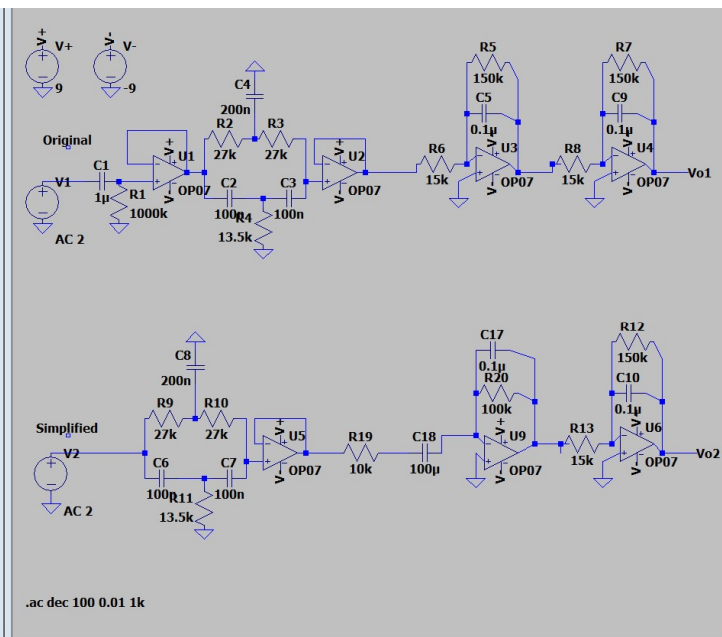 V+
V+
9
V-
V-
-9
C4
200n
R2
27k
R3
27k
Original
C1
1µ
V1
AC 2
R1
1000k
V+
U1
V-
OP07
C2
100n
C3
100n
R4
13.5k
V+
U2
V-
OP07
R5
150k
C5
0.1µ
R6
15k
V+
U3
V-
OP07
R7
150k
C9
0.1µ
R8
15k
V+
U4
V-
OP07
Vo1
C8
200n
R9
27k
R10
27k
Simplified
V2
AC 2
C6
100n
C7
100n
R11
13.5k
V+
U5
V-
OP07
R19
10k
C18
100µ
C17
0.1µ
R20
100k
V+
U9
V-
OP07
R12
150k
C10
0.1µ
R13
15k
V+
U6
V-
OP07
Vo2
.ac dec 100 0.01 1k